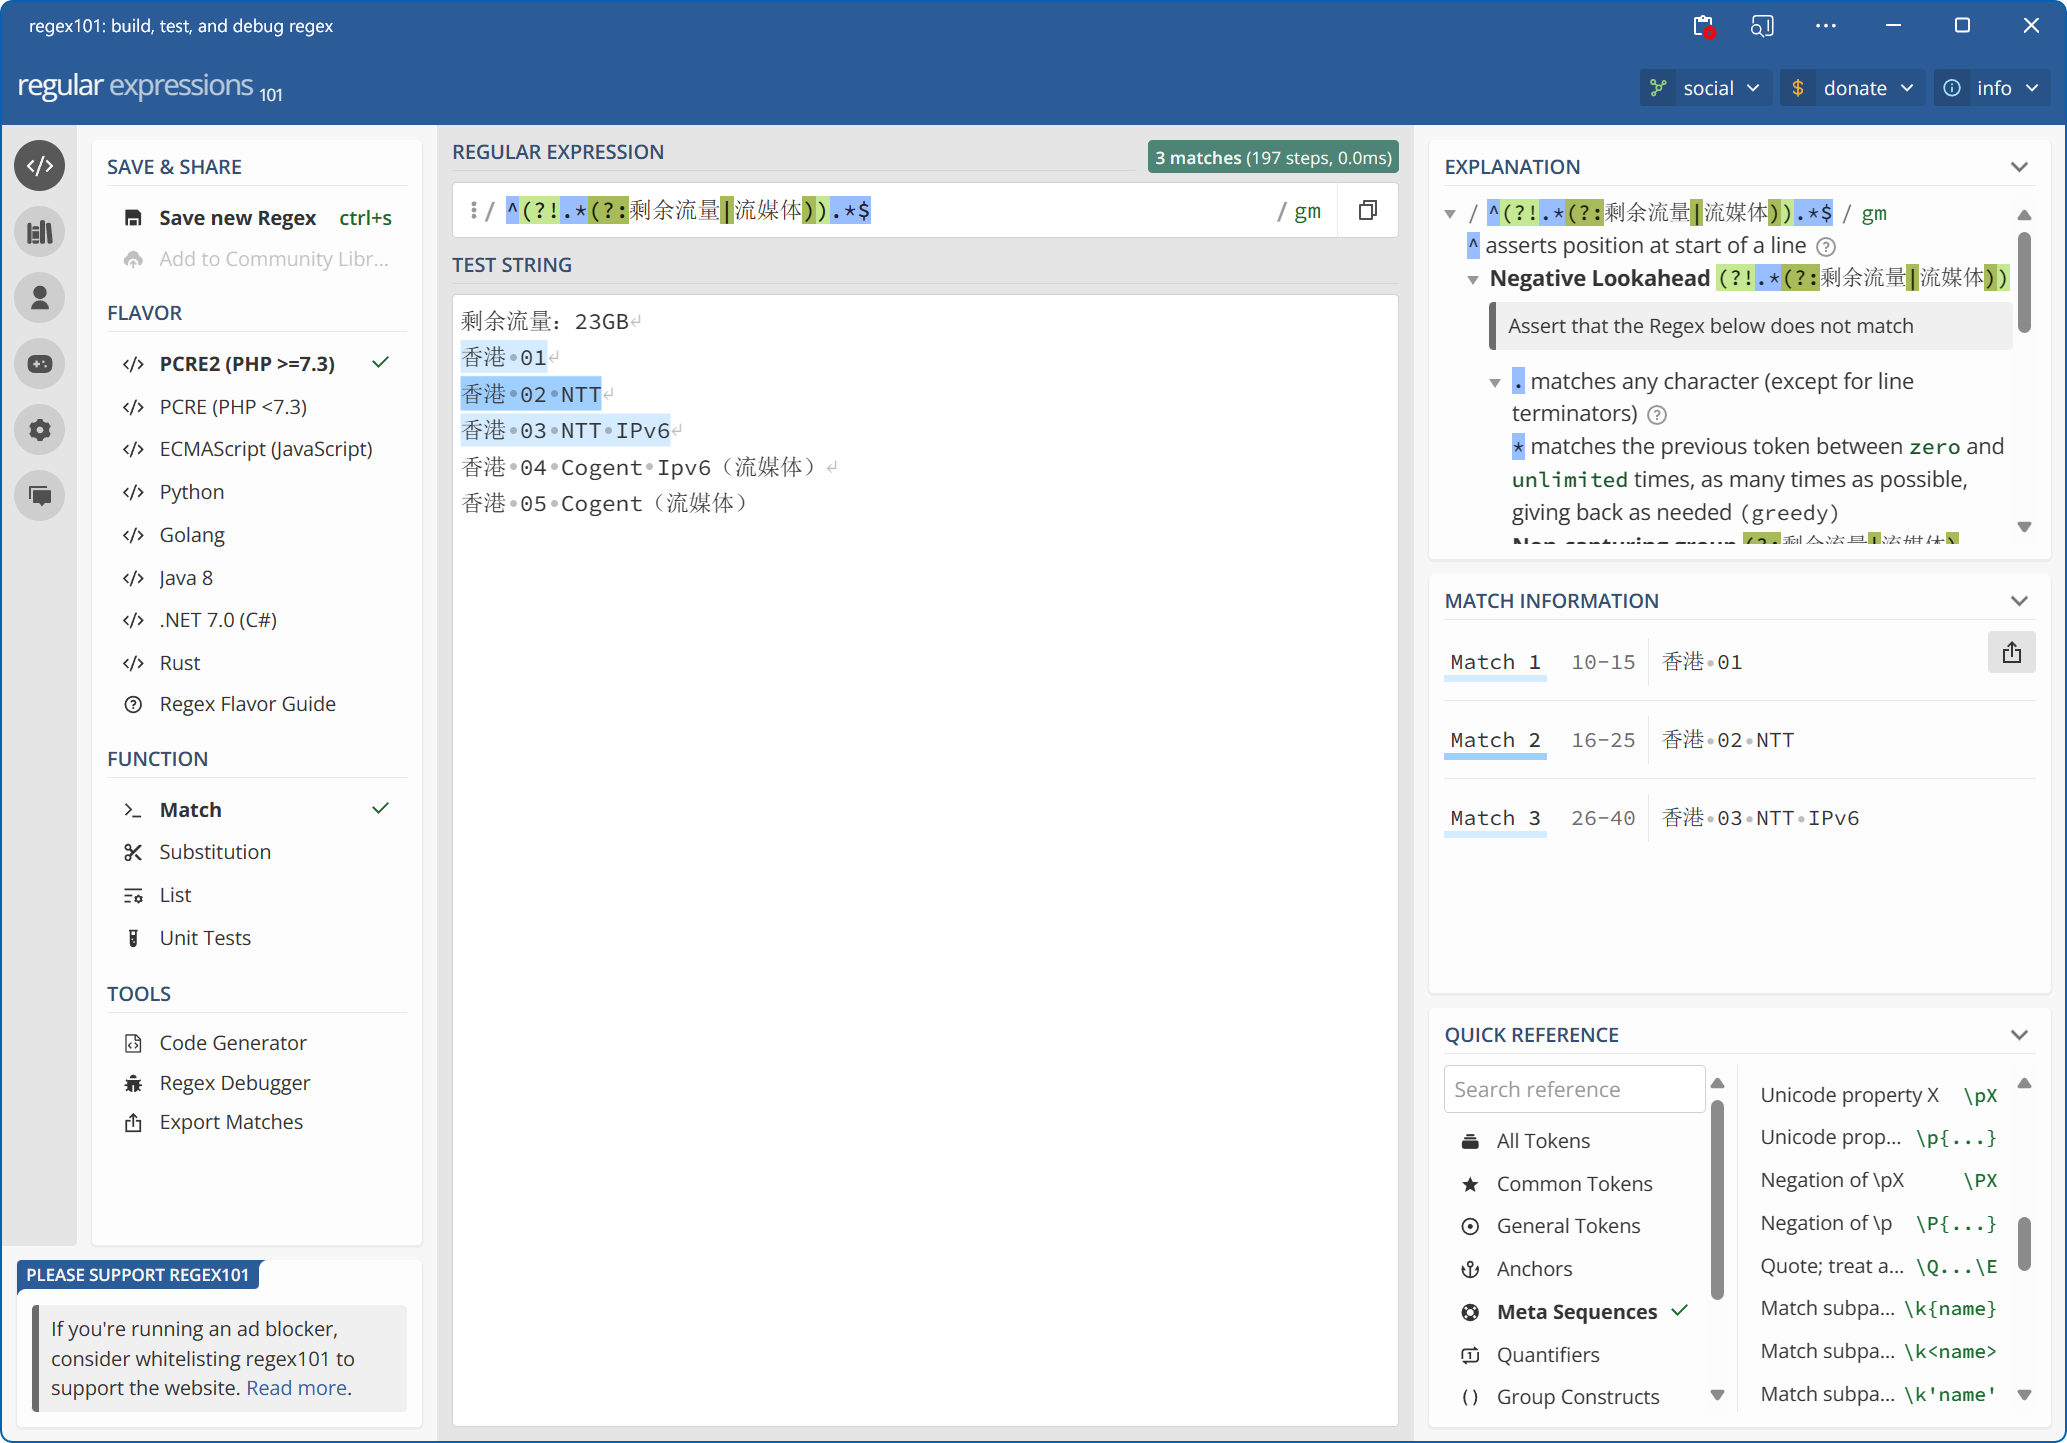 regex101: build, test, and debug regex
regular expressions 101
social
donate
info
SAVE & SHARE
Save new Regex ctrl+s
Add to Community Libr...
FLAVOR
PCRE2 (PHP >=7.3)
PCRE (PHP <7.3)
ECMAScript (JavaScript)
Python
Golang
Java 8
.NET 7.0 (C#)
Rust
Regex Flavor Guide
FUNCTION
Match
Substitution
List
Unit Tests
TOOLS
Code Generator
Regex Debugger
Export Matches
PLEASE SUPPORT REGEX101
If you're running an ad blocker,
consider whitelisting regex101 to
support the website. Read more.
REGULAR EXPRESSION
3 matches (197 steps, 0.0ms)
/ ^(?!.*(?:剩余流量|流媒体)).*$ / gm
TEST STRING
剩余流量：23GB
香港 01
香港 02 NTT
香港 03 NTT IPv6
香港 04 Cogent Ipv6（流媒体）
香港 05 Cogent（流媒体）
EXPLANATION
/ ^(?!.*(?:剩余流量|流媒体)).*$ / gm
^ asserts position at start of a line
Negative Lookahead (?!.*(?:剩余流量|流媒体))
Assert that the Regex below does not match
. matches any character (except for line
terminators)
* matches the previous token between zero and
unlimited times, as many times as possible,
giving back as needed (greedy)
Non-capturing group (?:剩余流量|流媒体)
MATCH INFORMATION
Match 1 10-15 香港 01
Match 2 16-25 香港 02 NTT
Match 3 26-40 香港 03 NTT IPv6
QUICK REFERENCE
Search reference
All Tokens
Common Tokens
General Tokens
Anchors
Meta Sequences
Quantifiers
Group Constructs
Unicode property X \pX
Unicode prop... \p{...}
Negation of \pX \PX
Negation of \p \P{...}
Quote; treat a... \Q...\E
Match subpa... \k{name}
Match subpa... \k<name>
Match subpa... \k'name'